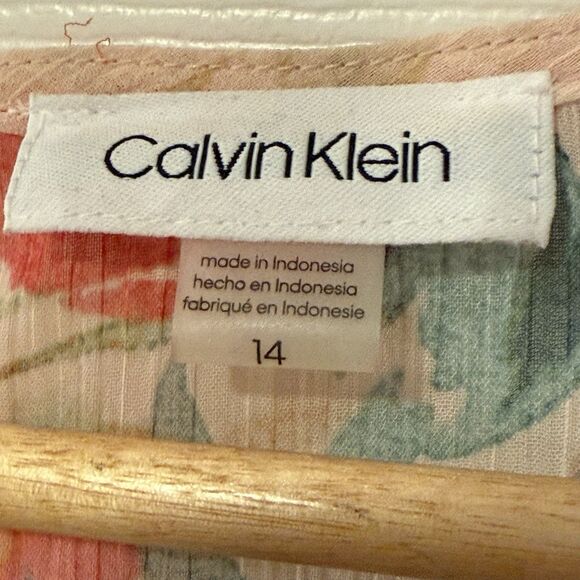 Calvin Klein
made in Indonesia
hecho en Indonesia
fabriqué en Indonesie
14